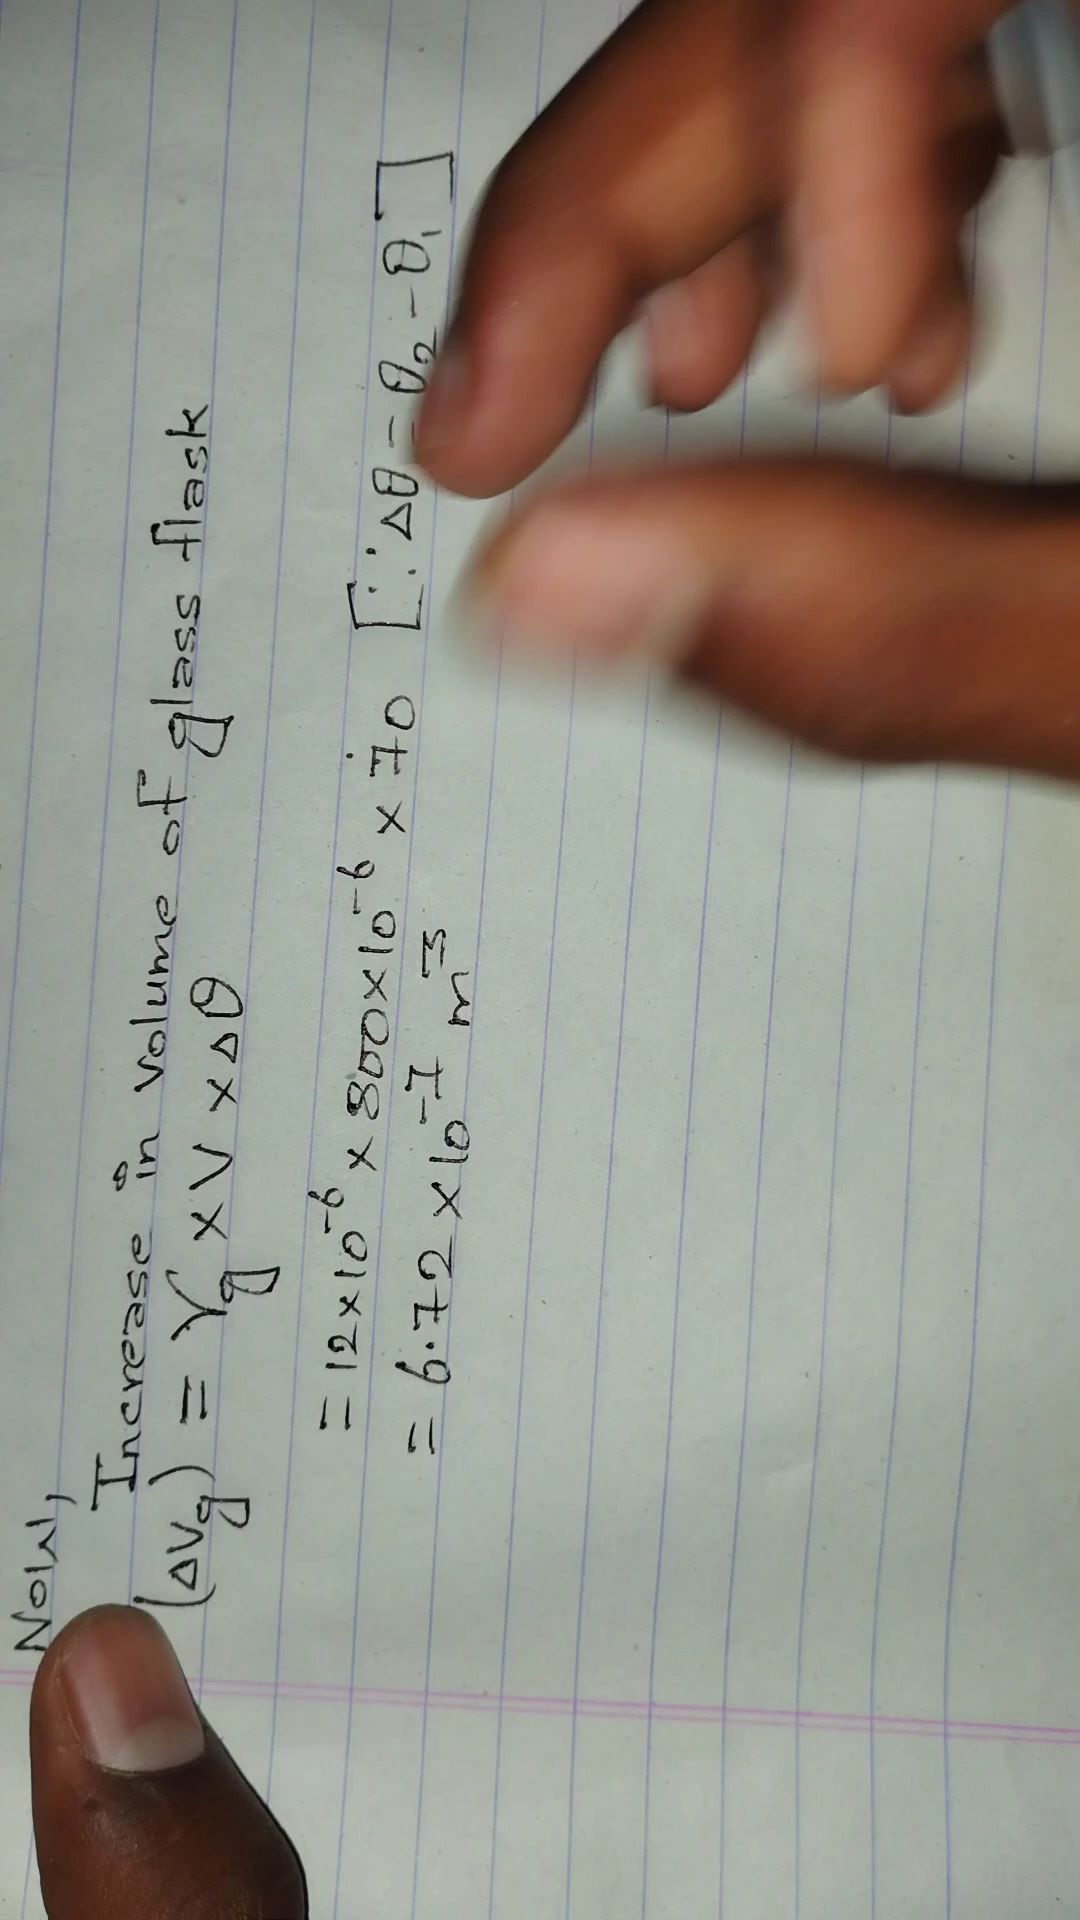 Now,
Increase in volume of glass flask
(ΔVg) = γg × V × Δθ
= 12×10⁻⁶ × 800×10⁻⁶ × 70 [∵ Δθ = θ₂ - θ₁]
= 6.72 × 10⁻⁷ m³